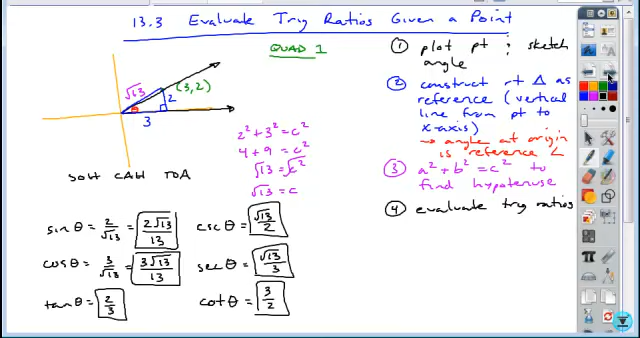 13.3 Evaluate Trig Ratios Given a Point
QUAD 1
√13
(3,2)
θ
2
3
2² + 3² = c²
4 + 9 = c²
√13 = √c²
√13 = c
SOH CAH TOA
sin θ = 2/√13 = 2√13/13
csc θ = √13/2
cos θ = 3/√13 = 3√13/13
sec θ = √13/3
tan θ = 2/3
cot θ = 3/2
① plot pt ; sketch
angle
② construct rt Δ as
reference (vertical
line from pt to
x-axis)
→ angle at origin
is reference ∠
③ a² + b² = c² to
find hypotenuse
④ evaluate trig ratios